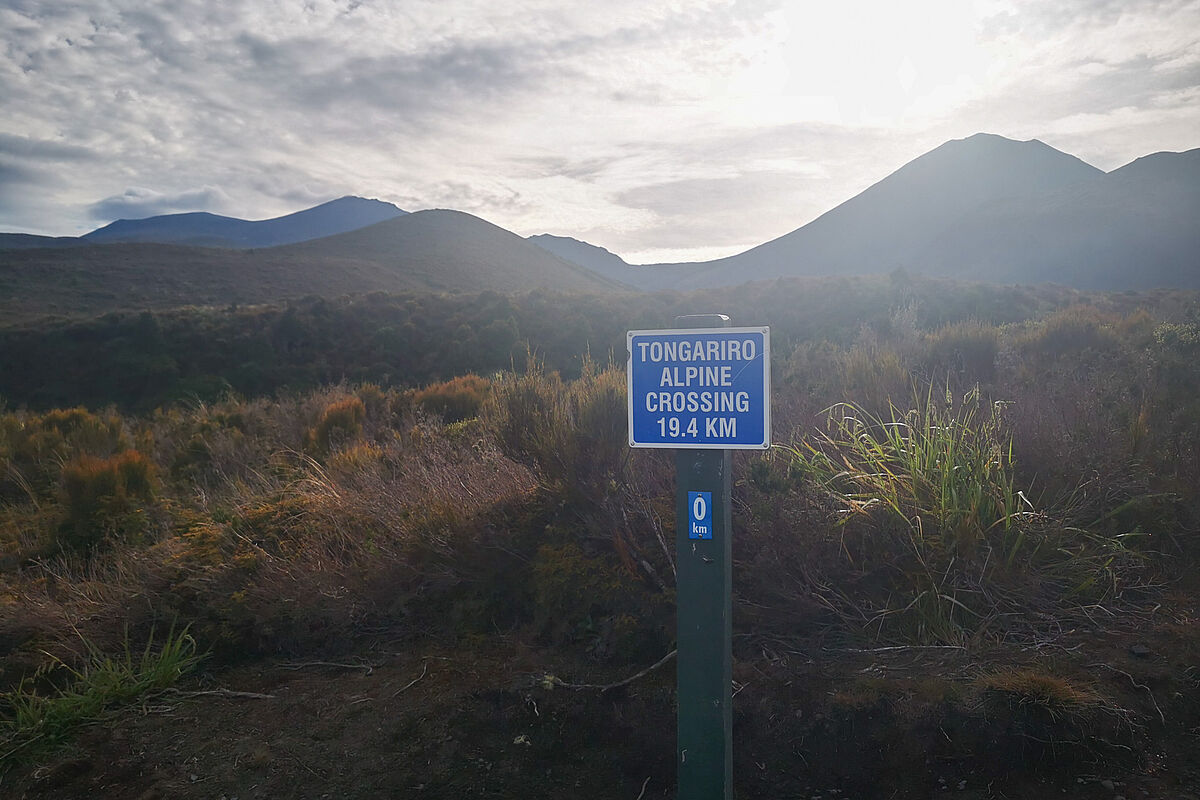 TONGARIRO
ALPINE
CROSSING
19.4 KM
0
km